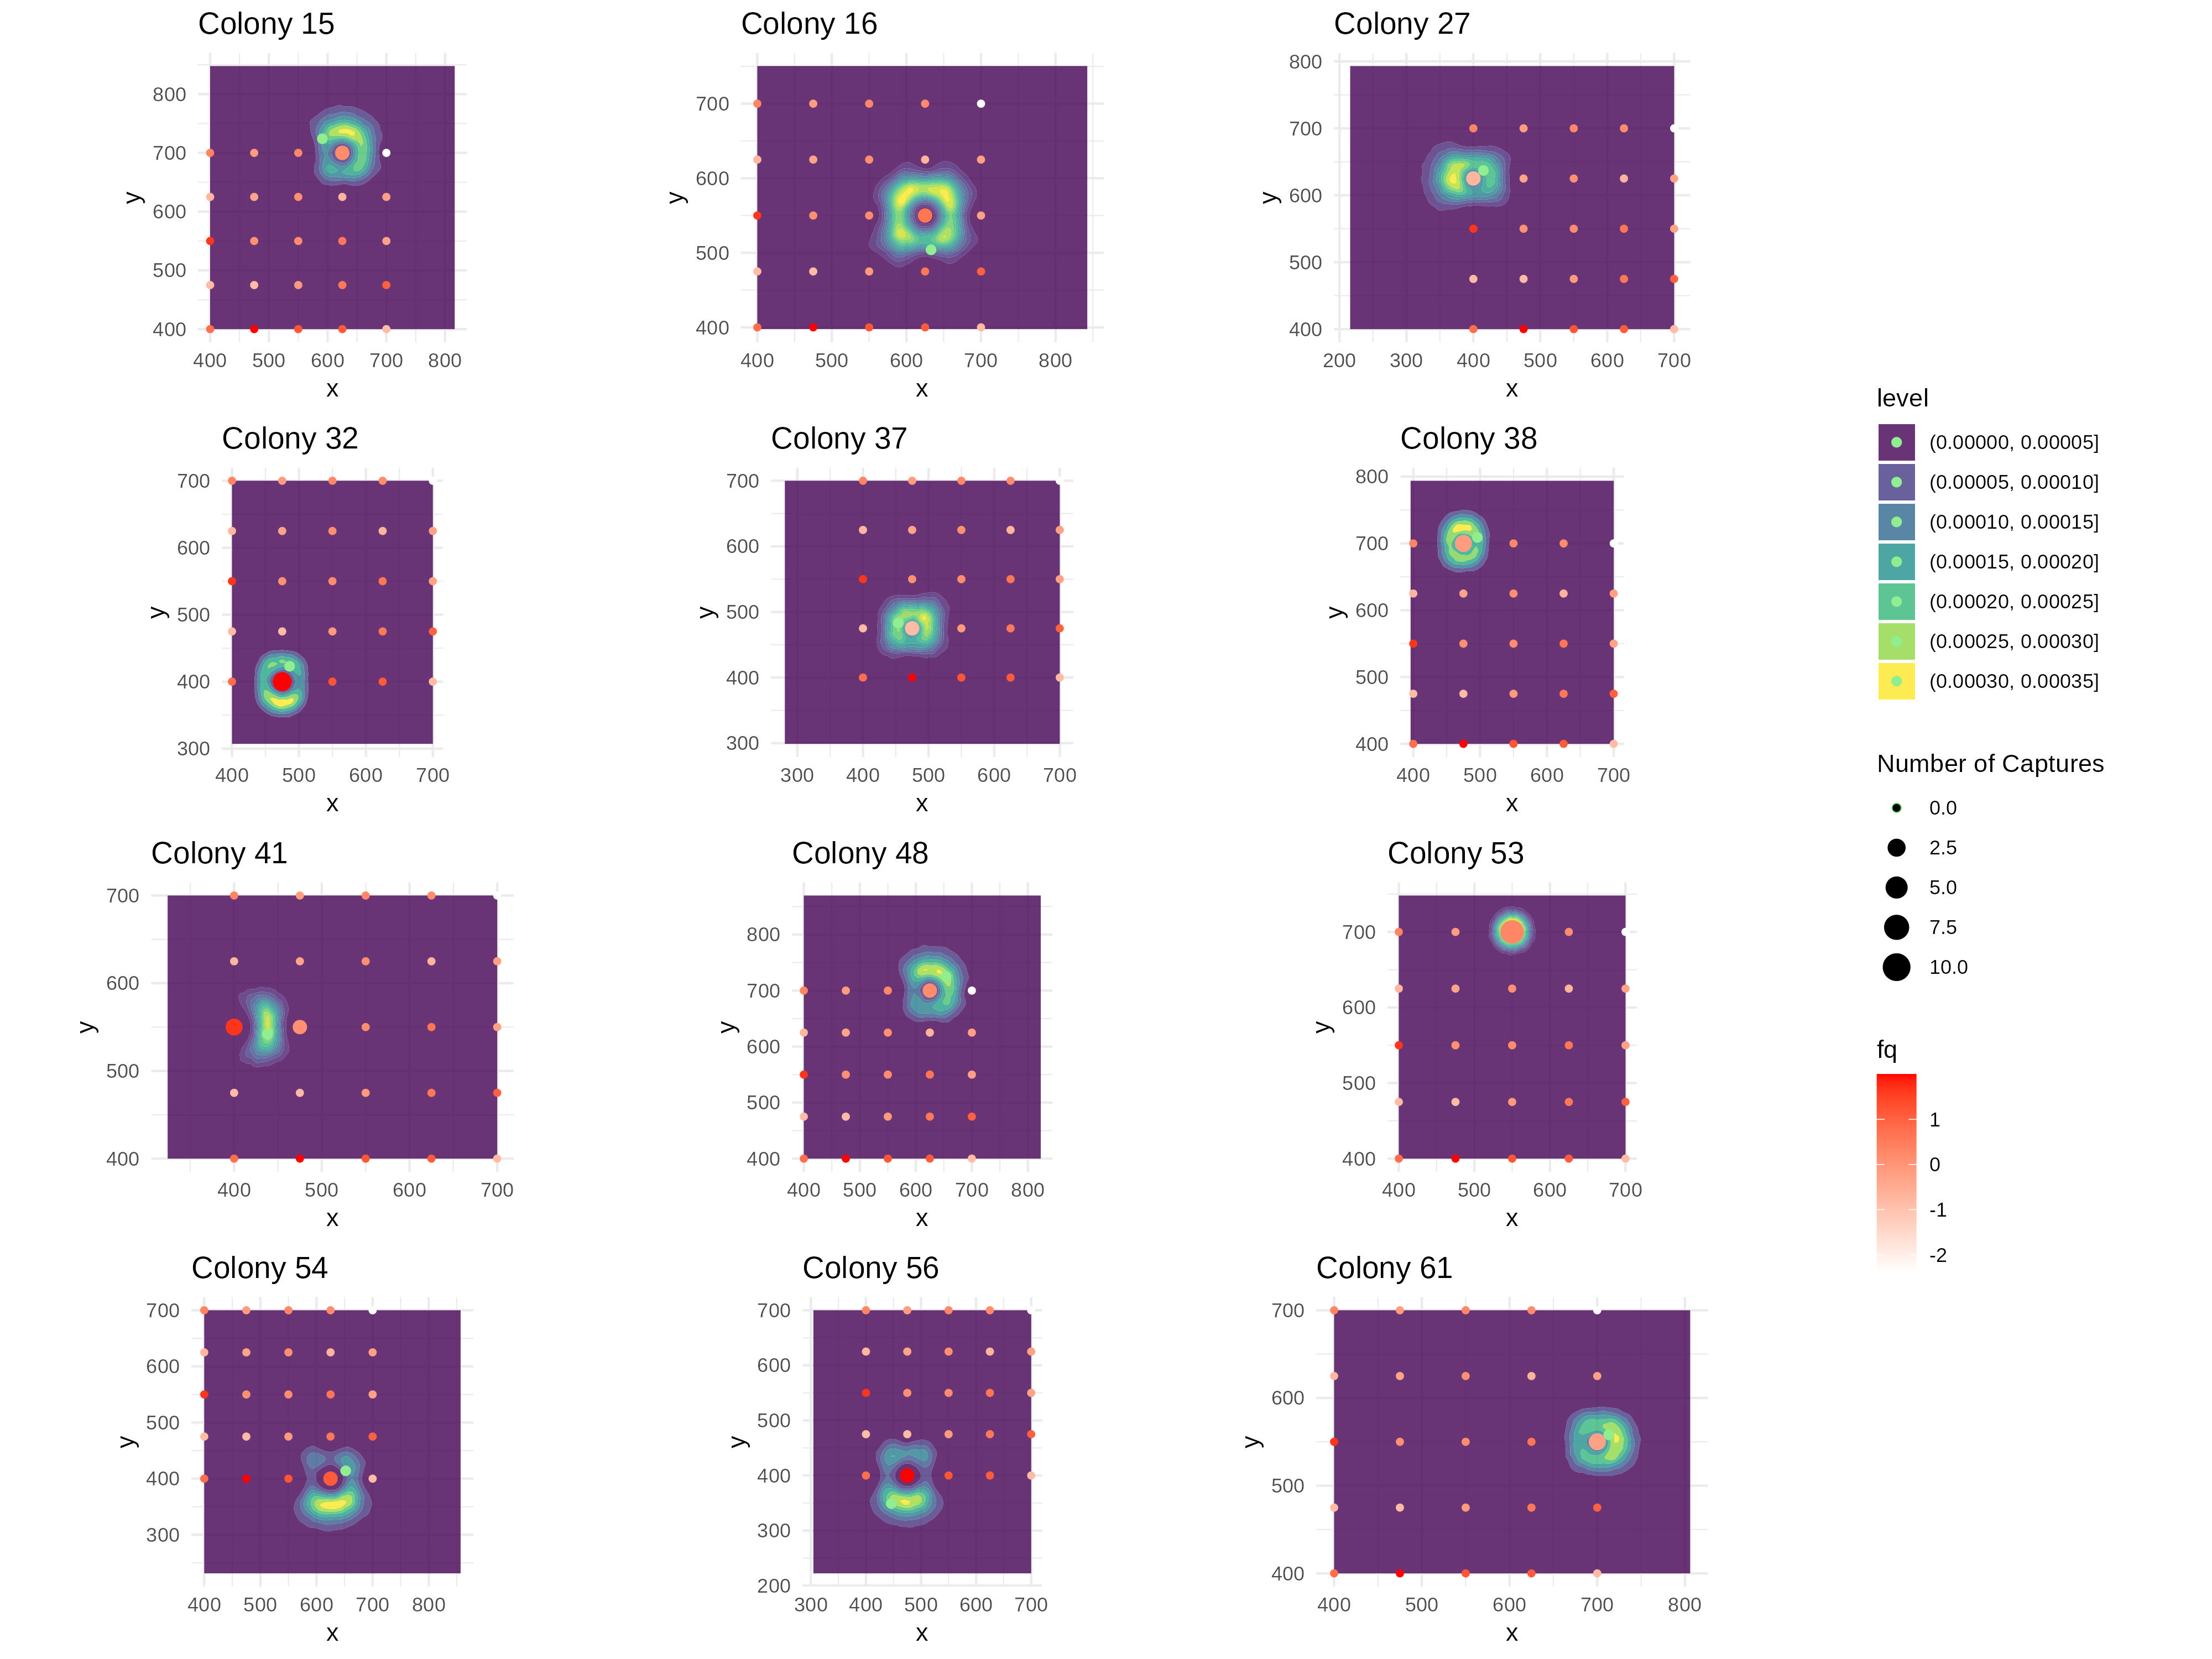 Colony 15
800
700
600
500
400
400 500 600 700 800
x
y
Colony 16
700
600
500
400
400 500 600 700 800
x
y
Colony 27
800
700
600
500
400
200 300 400 500 600 700
x
y
Colony 32
700
600
500
400
300
400 500 600 700
x
y
Colony 37
700
600
500
400
300
300 400 500 600 700
x
y
Colony 38
800
700
600
500
400
400 500 600 700
x
y
Colony 41
700
600
500
400
400 500 600 700
x
y
Colony 48
800
700
600
500
400
400 500 600 700 800
x
y
Colony 53
700
600
500
400
400 500 600 700
x
y
Colony 54
700
600
500
400
300
400 500 600 700 800
x
y
Colony 56
700
600
500
400
300
200
300 400 500 600 700
x
y
Colony 61
700
600
500
400
400 500 600 700 800
x
y
level
(0.00000, 0.00005]
(0.00005, 0.00010]
(0.00010, 0.00015]
(0.00015, 0.00020]
(0.00020, 0.00025]
(0.00025, 0.00030]
(0.00030, 0.00035]
Number of Captures
0.0
2.5
5.0
7.5
10.0
fq
1
0
-1
-2